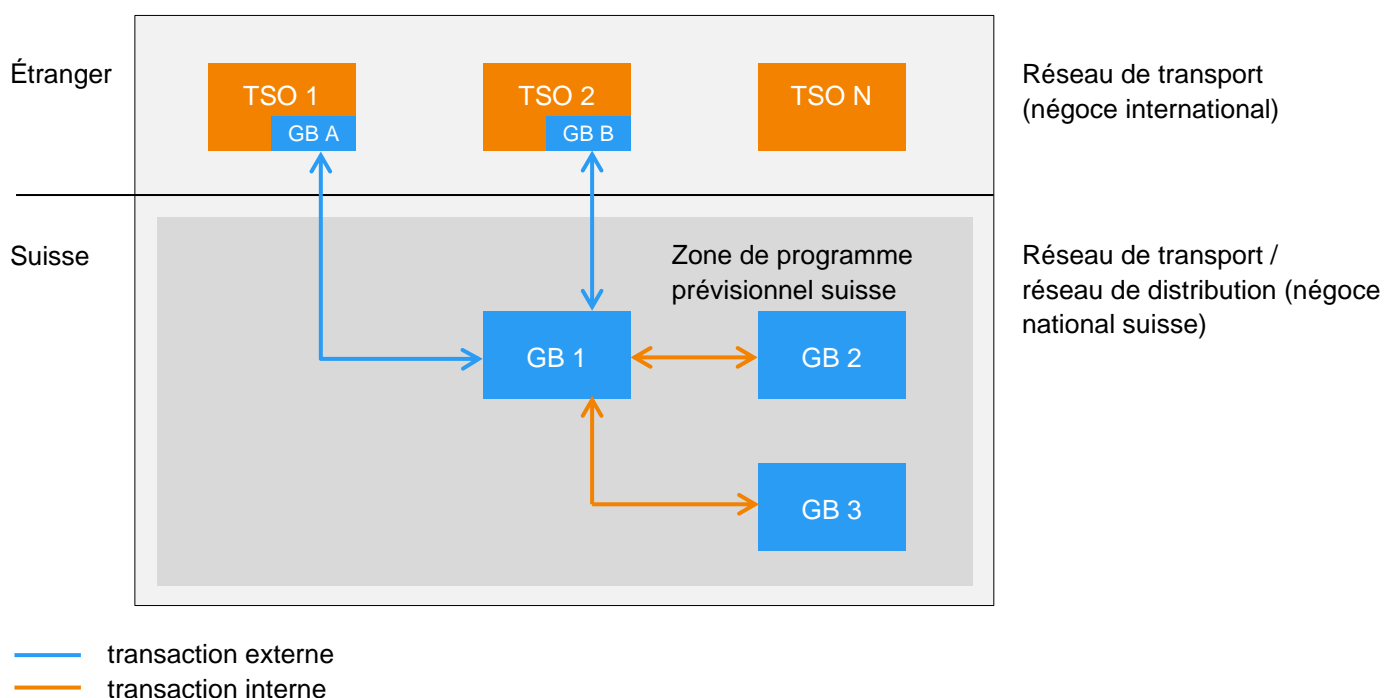 Étranger
TSO 1
GB A
TSO 2
GB B
TSO N
Réseau de transport
(négoce international)
Suisse
Zone de programme
prévisionnel suisse
Réseau de transport /
réseau de distribution (négoce
national suisse)
GB 1
GB 2
GB 3
transaction externe
transaction interne